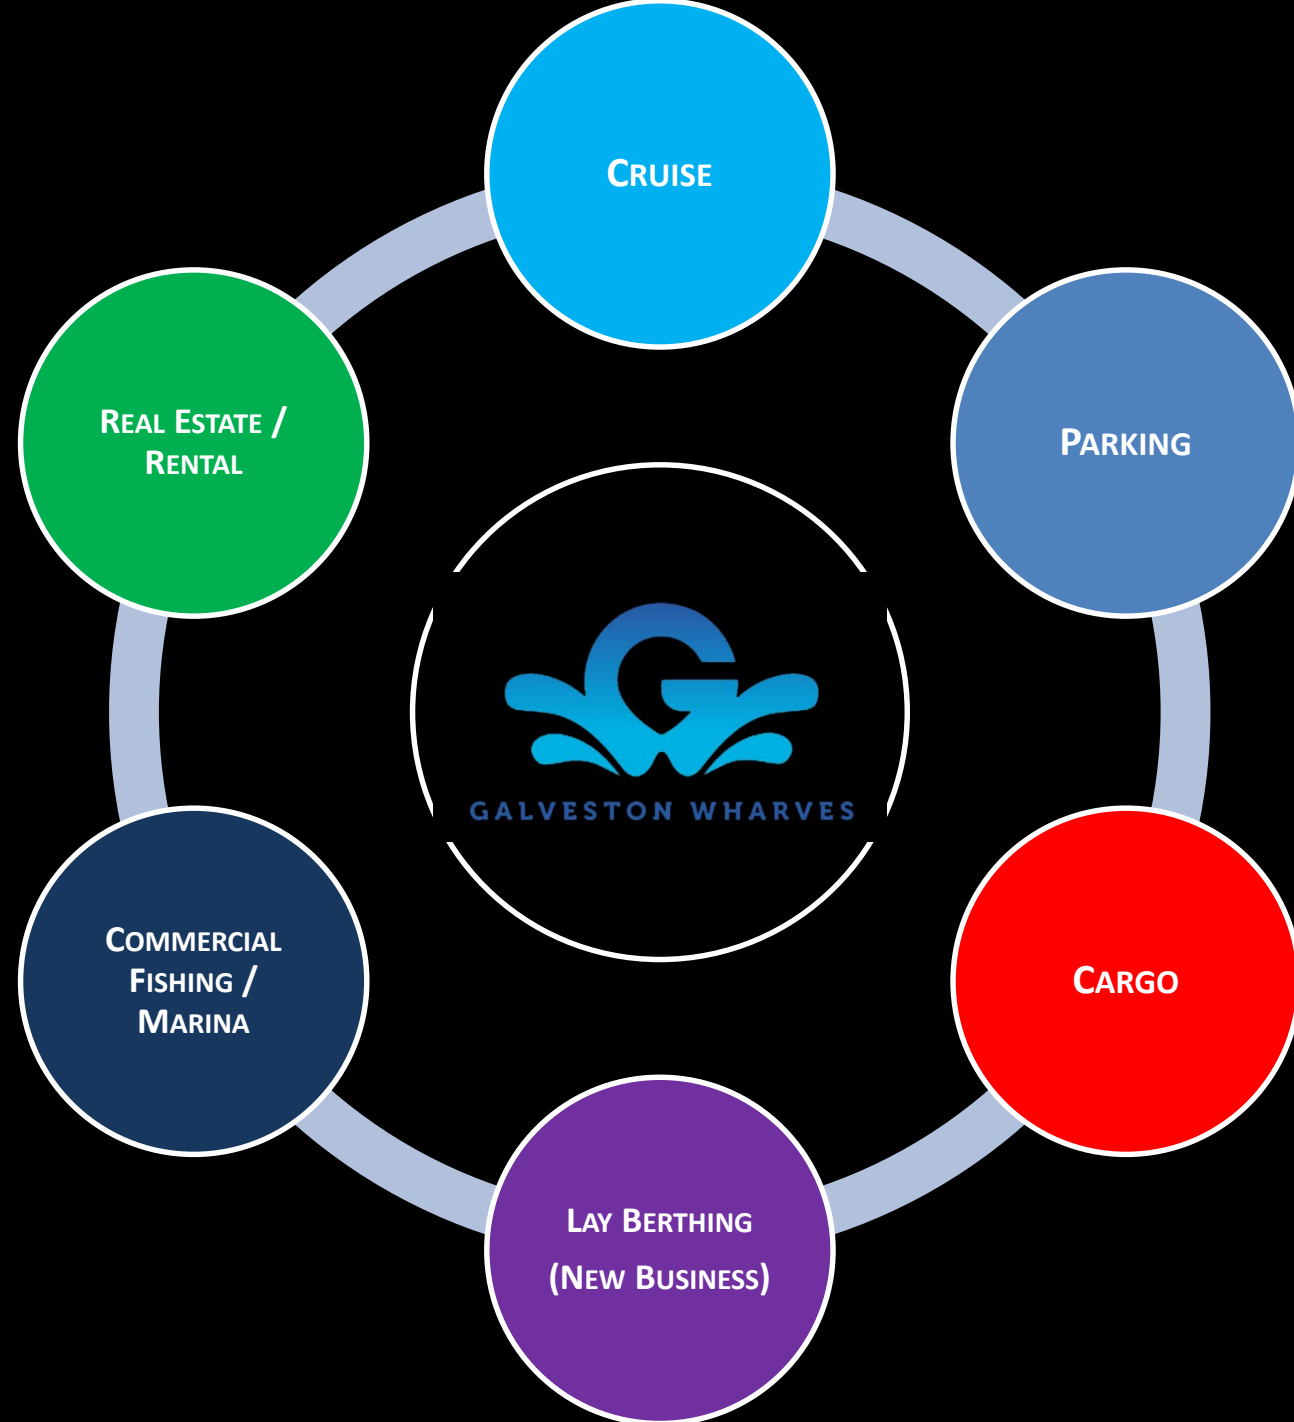 CRUISE
PARKING
CARGO
LAY BERTHING
(NEW BUSINESS)
COMMERCIAL
FISHING /
MARINA
REAL ESTATE /
RENTAL
GALVESTON WHARVES